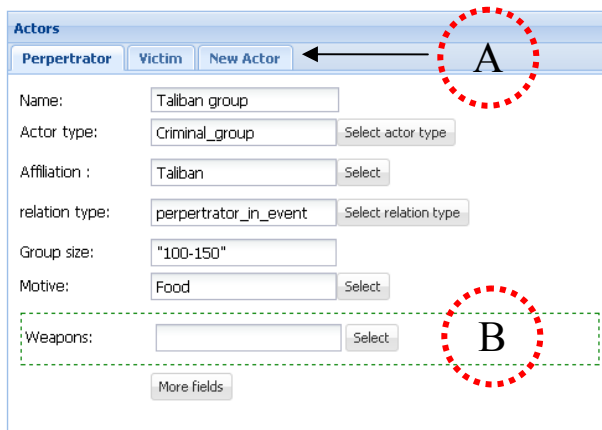 Actors
Perpertrator Victim New Actor A
Name: Taliban group
Actor type: Criminal_group Select actor type
Affiliation : Taliban Select
relation type: perpertrator_in_event Select relation type
Group size: "100-150"
Motive: Food Select
Weapons: Select B
More fields